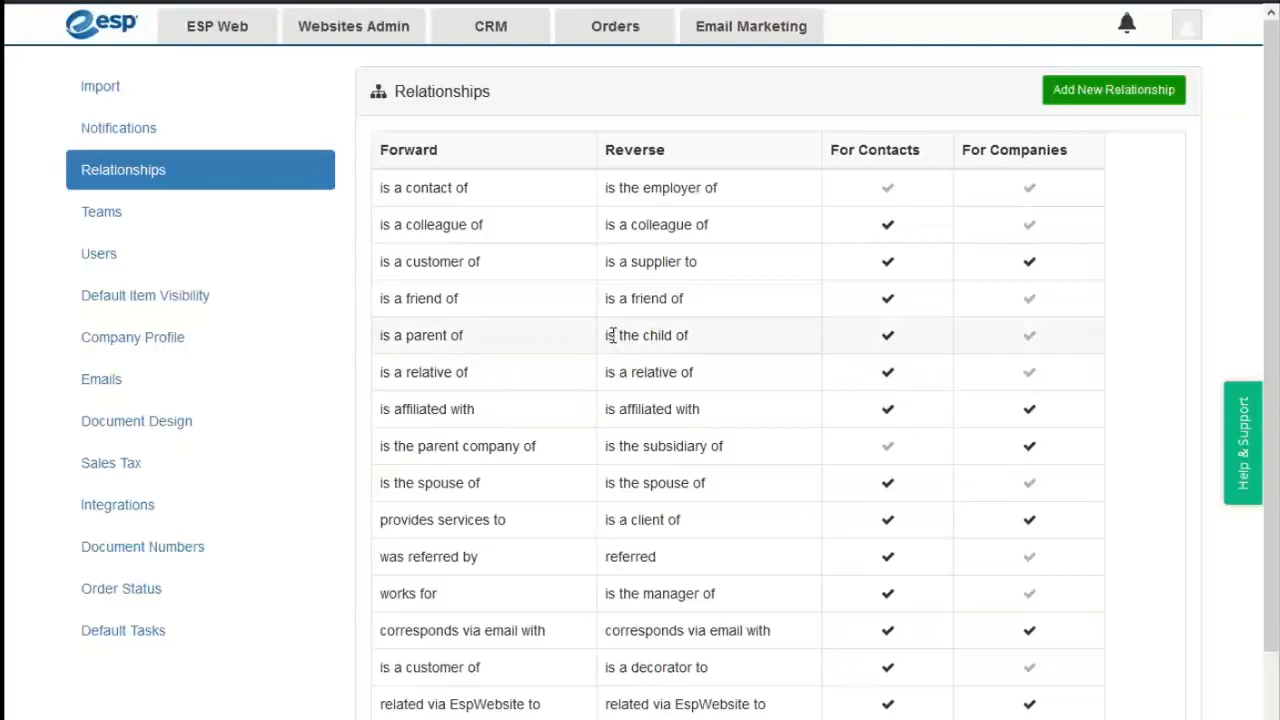 esp ESP Web Websites Admin CRM Orders Email Marketing
Import
Notifications
Relationships
Teams
Users
Default Item Visibility
Company Profile
Emails
Document Design
Sales Tax
Integrations
Document Numbers
Order Status
Default Tasks
Relationships Add New Relationship
Forward Reverse For Contacts For Companies
is a contact of is the employer of
is a colleague of is a colleague of
is a customer of is a supplier to
is a friend of is a friend of
is a parent of is the child of
is a relative of is a relative of
is affiliated with is affiliated with
is the parent company of is the subsidiary of
is the spouse of is the spouse of
provides services to is a client of
was referred by referred
works for is the manager of
corresponds via email with corresponds via email with
is a customer of is a decorator to
related via EspWebsite to related via EspWebsite to
Help & Support